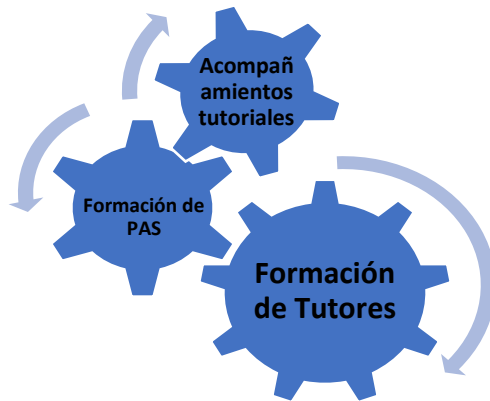 Acompañ
amientos
tutoriales
Formación de
PAS
Formación
de Tutores